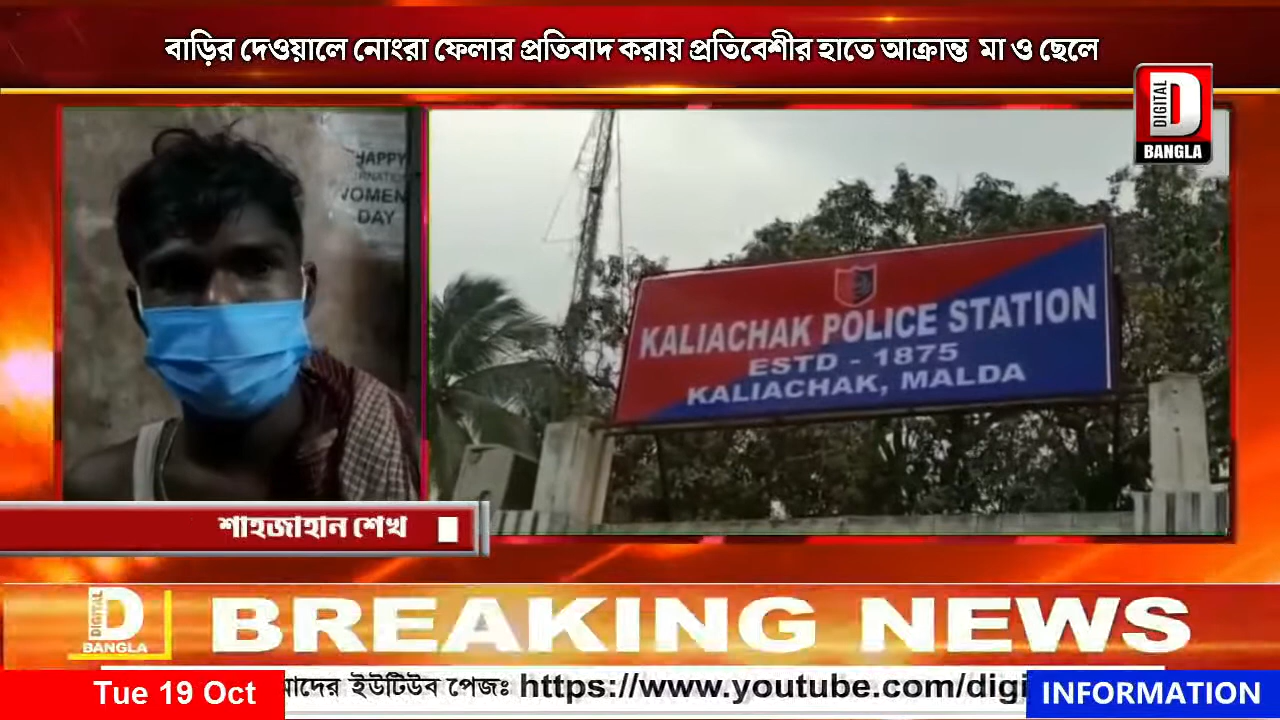 বাড়ির দেওয়ালে নোংরা ফেলার প্রতিবাদ করায় প্রতিবেশীর হাতে আক্রান্ত মা ও ছেলে
DIGITAL
D
BANGLA
HAPPY
WOMEN
DAY
KALIACHAK POLICE STATION
ESTD - 1875
KALIACHAK, MALDA
শাহজাহান শেখ
DIGITAL
D
BANGLA
BREAKING NEWS
Tue 19 Oct
ইউটিউব পেজঃ https://www.youtube.com/digi
INFORMATION